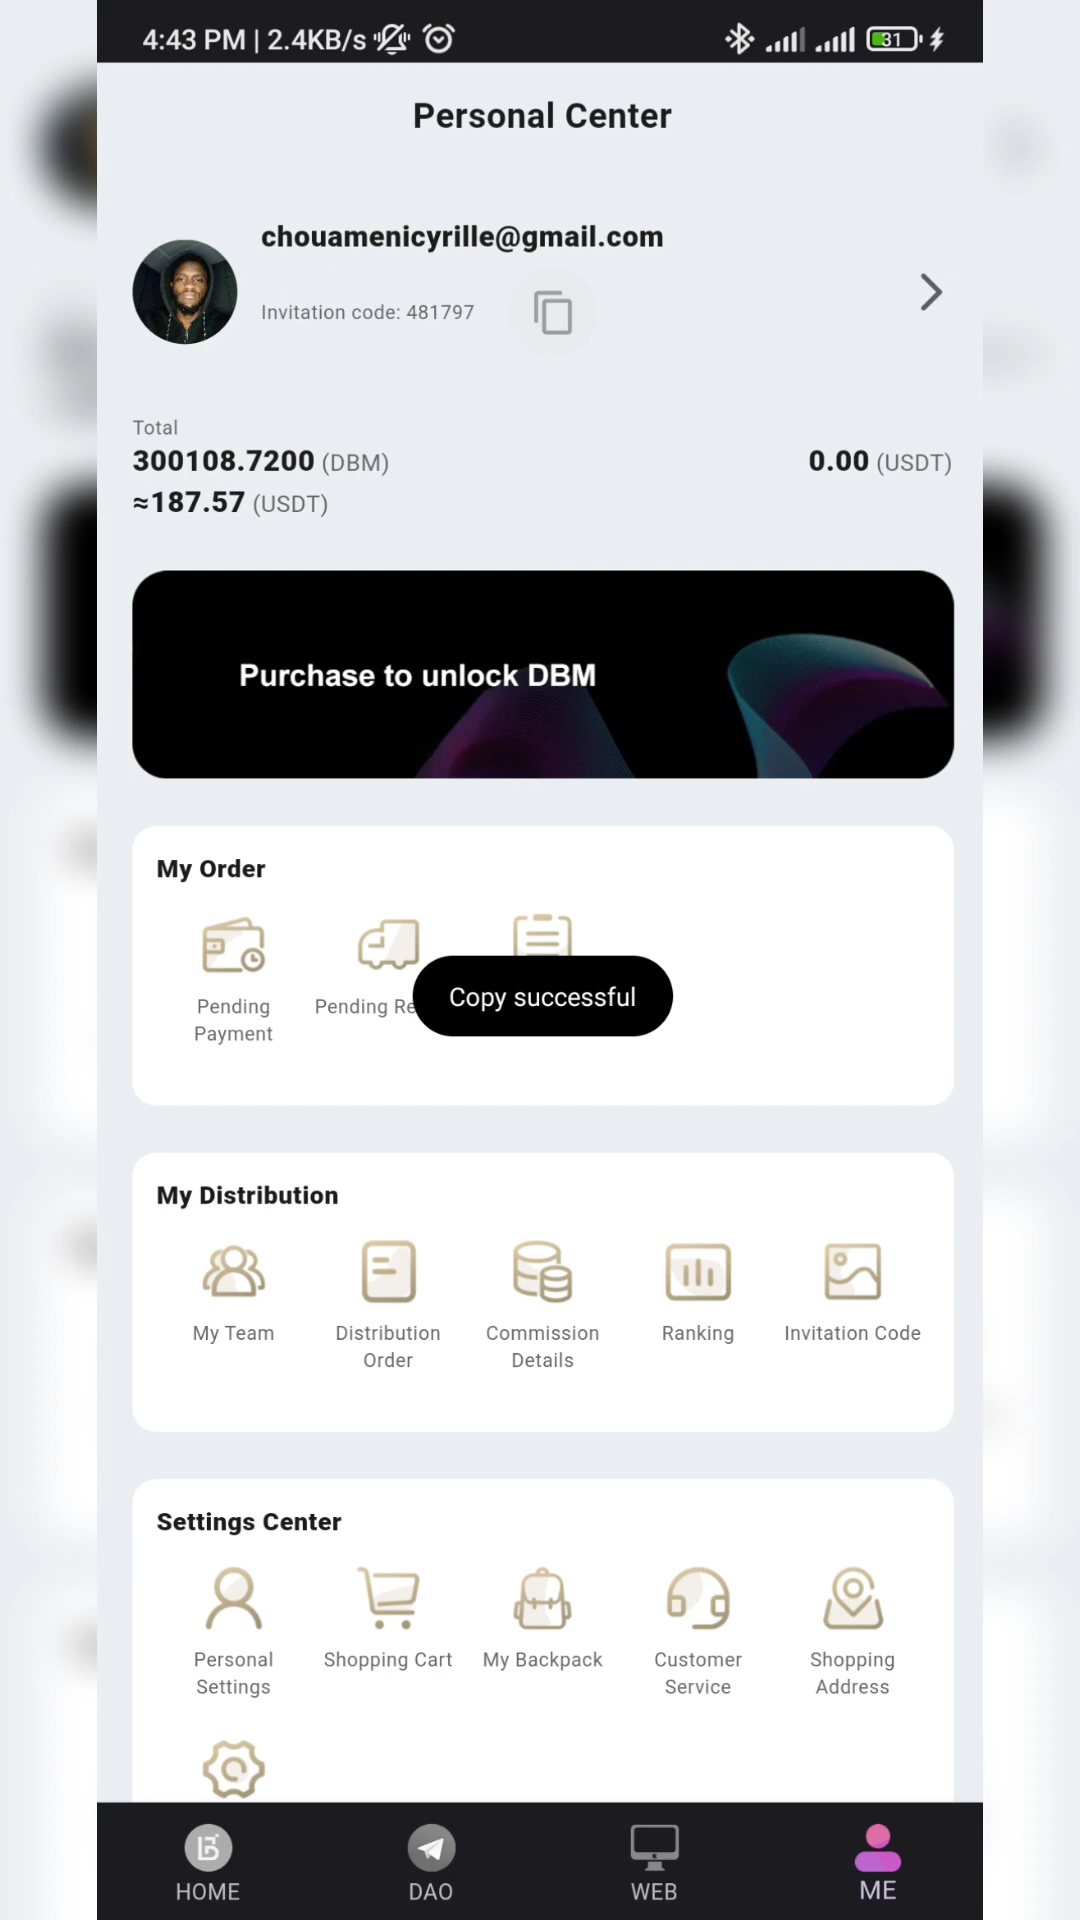 4:43 PM | 2.4KB/s
31
Personal Center
chouamenicyrille@gmail.com
Invitation code: 481797
Total
300108.7200 (DBM)
0.00 (USDT)
≈187.57 (USDT)
Purchase to unlock DBM
My Order
Pending
Payment
Pending Re
Copy successful
My Distribution
My Team
Distribution
Order
Commission
Details
Ranking
Invitation Code
Settings Center
Personal
Settings
Shopping Cart
My Backpack
Customer
Service
Shopping
Address
HOME
DAO
WEB
ME